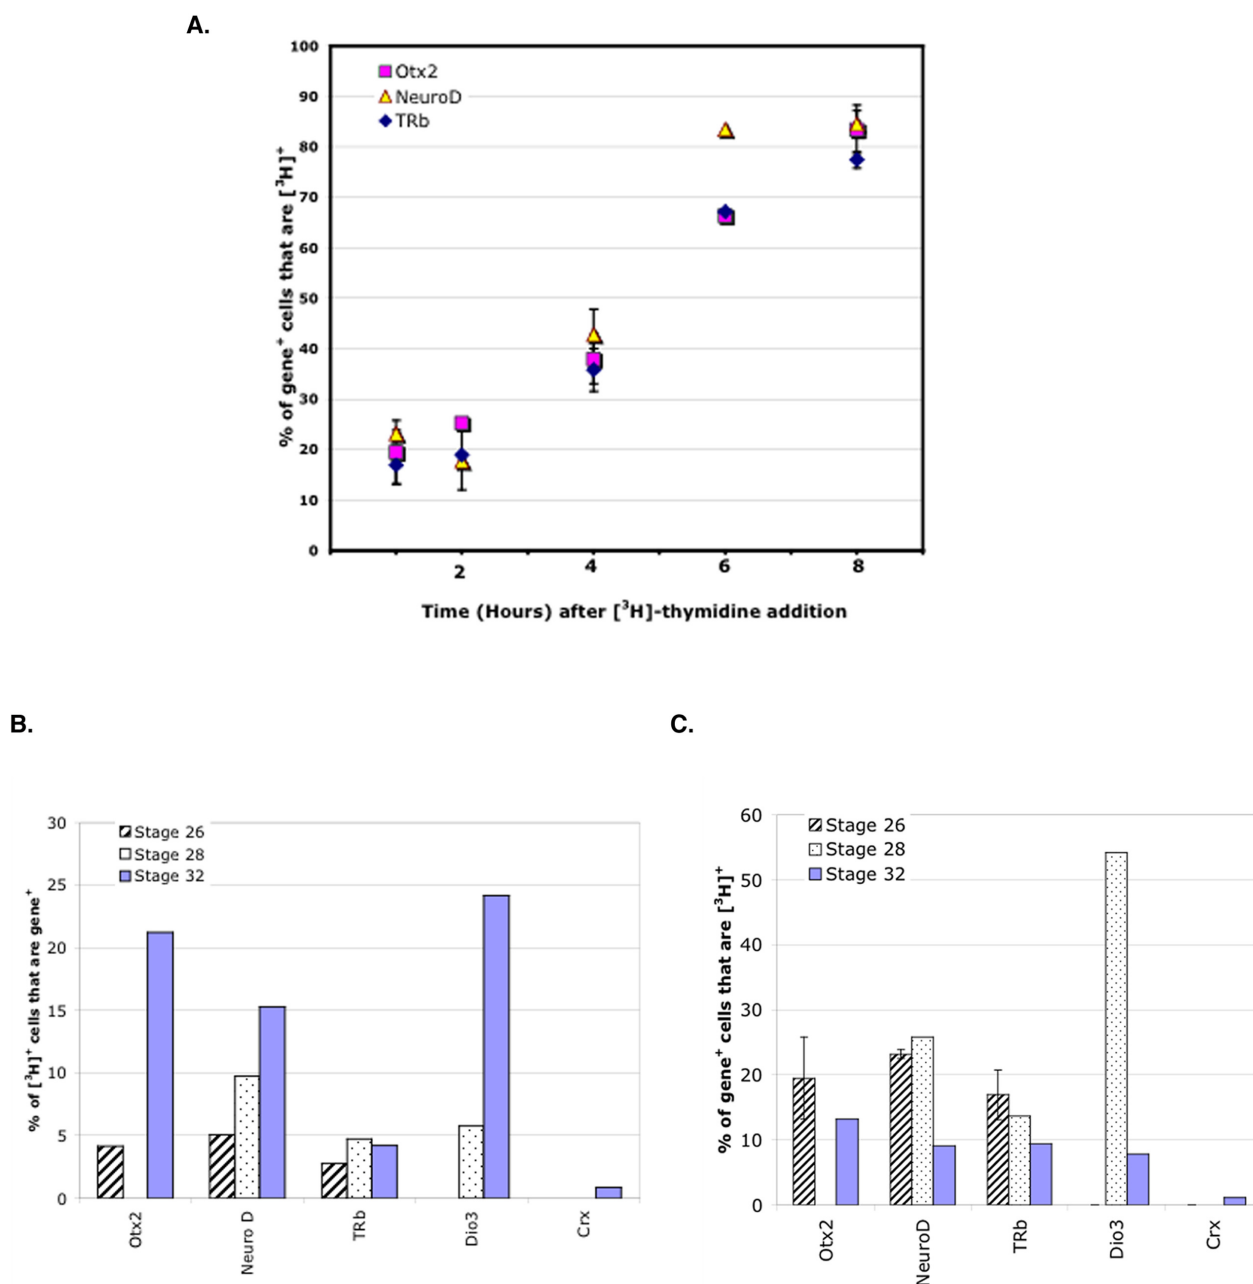 A.
100
90
80
70
60
50
40
30
20
10
0
Otx2
NeuroD
TRb
% of gene⁺ cells that are [³H]⁺
2 4 6 8
Time (Hours) after [³H]-thymidine addition
B.
30
25
20
15
10
5
0
Stage 26
Stage 28
Stage 32
% of [³H]⁺ cells that are gene⁺
Otx2 Neuro D TRb Dio3 Crx
C.
60
50
40
30
20
10
0
Stage 26
Stage 28
Stage 32
% of gene⁺ cells that are [³H]⁺
Otx2 NeuroD TRb Dio3 Crx